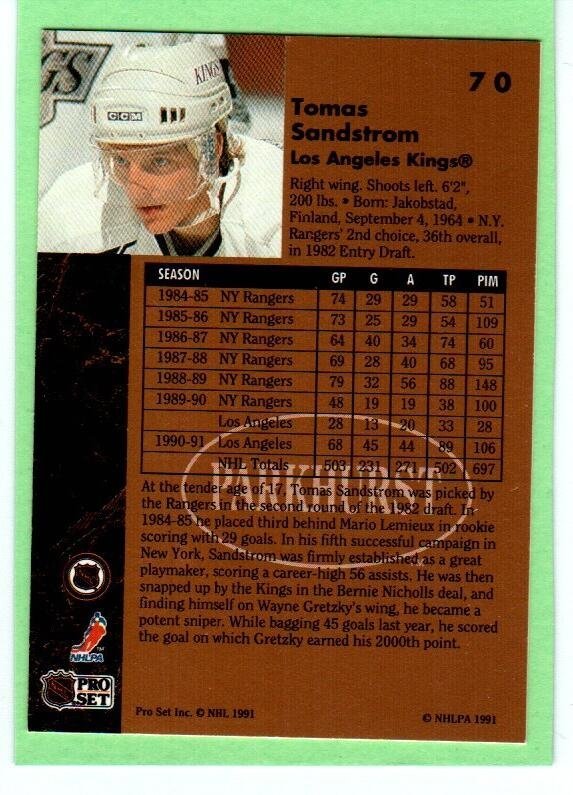 70
Tomas
Sandstrom
Los Angeles Kings®
Right wing. Shoots left. 6'2",
200 lbs. • Born: Jakobstad,
Finland, September 4, 1964 • N.Y.
Rangers' 2nd choice, 36th overall,
in 1982 Entry Draft.
KINGS
CCM
SEASON GP G A TP PIM
1984-85 NY Rangers 74 29 29 58 51
1985-86 NY Rangers 73 25 29 54 109
1986-87 NY Rangers 64 40 34 74 60
1987-88 NY Rangers 69 28 40 68 95
1988-89 NY Rangers 79 32 56 88 148
1989-90 NY Rangers 48 19 19 38 100
Los Angeles 28 13 20 33 28
1990-91 Los Angeles 68 45 44 89 106
NHL Totals 503 231 271 502 697
PARKHURST
At the tender age of 17, Tomas Sandstrom was picked by
the Rangers in the second round of the 1982 draft. In
1984-85 he placed third behind Mario Lemieux in rookie
scoring with 29 goals. In his fifth successful campaign in
New York, Sandstrom was firmly established as a great
playmaker, scoring a career-high 56 assists. He was then
snapped up by the Kings in the Bernie Nicholls deal, and
finding himself on Wayne Gretzky's wing, he became a
potent sniper. While bagging 45 goals last year, he scored
the goal on which Gretzky earned his 2000th point.
NHLPA
PRO
SET
Pro Set Inc. © NHL 1991
© NHLPA 1991